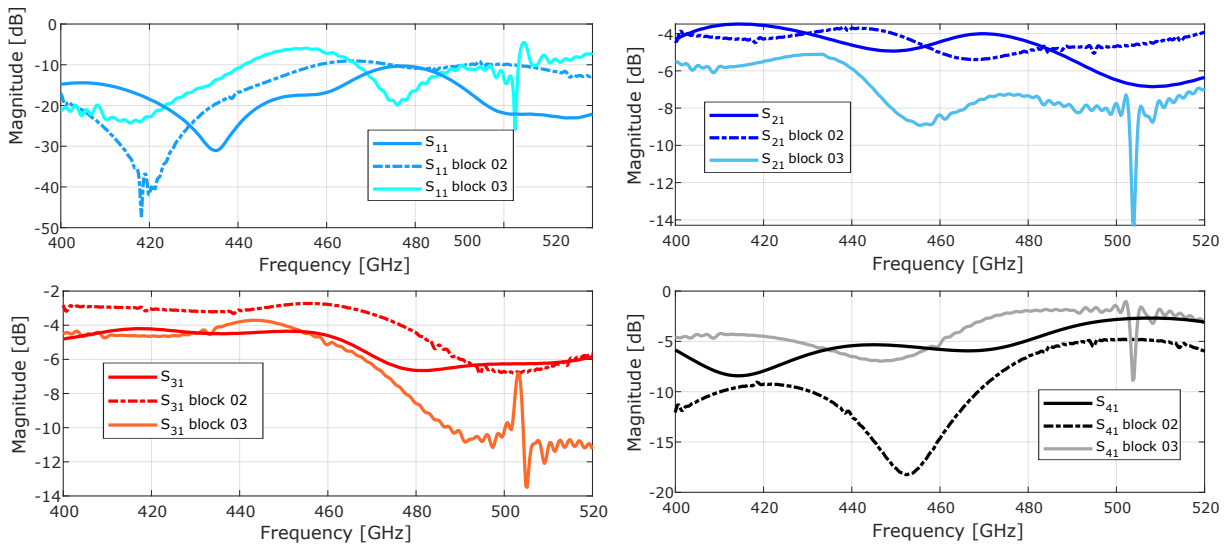 Magnitude [dB]
0
-10
-20
-30
-40
-50
S11
S11 block 02
S11 block 03
400
420
440
460
480
500
520
Frequency [GHz]
Magnitude [dB]
-4
-6
-8
-10
-12
-14
S21
S21 block 02
S21 block 03
400
420
440
460
480
500
520
Frequency [GHz]
Magnitude [dB]
-2
-4
-6
-8
-10
-12
-14
S31
S31 block 02
S31 block 03
400
420
440
460
480
500
520
Frequency [GHz]
Magnitude [dB]
0
-5
-10
-15
-20
S41
S41 block 02
S41 block 03
400
420
440
460
480
500
520
Frequency [GHz]